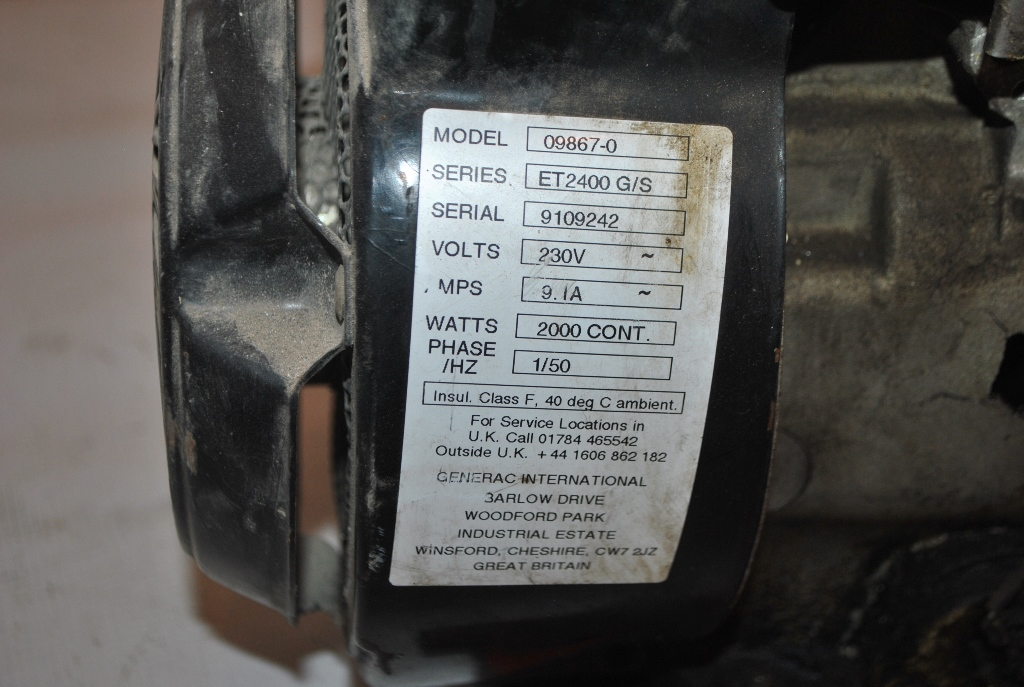 MODEL 09867-0
SERIES ET2400 G/S
SERIAL 9109242
VOLTS 230V ~
MPS 9.1A ~
WATTS 2000 CONT.
PHASE
/HZ 1/50
Insul. Class F, 40 deg C ambient.
For Service Locations in
U.K. Call 01784 465542
Outside U.K. +44 1606 862 182
GENERAC INTERNATIONAL
BARLOW DRIVE
WOODFORD PARK
INDUSTRIAL ESTATE
WINSFORD, CHESHIRE, CW7 2JZ
GREAT BRITAIN